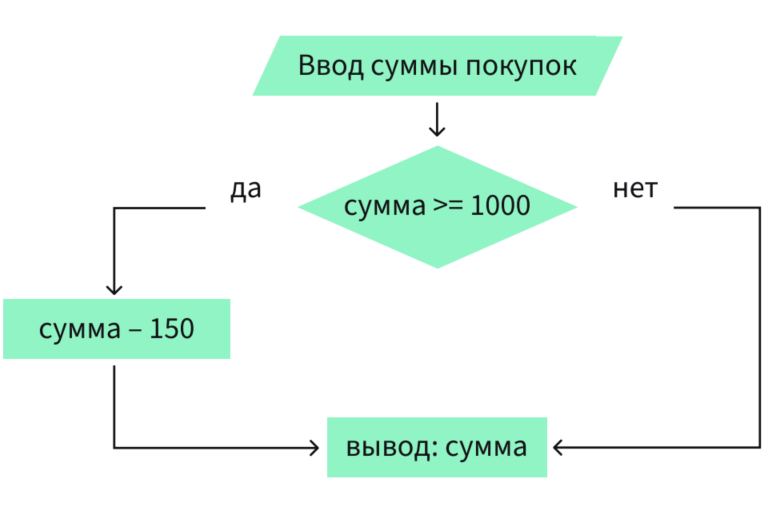 Ввод суммы покупок
да
нет
сумма >= 1000
сумма – 150
вывод: сумма